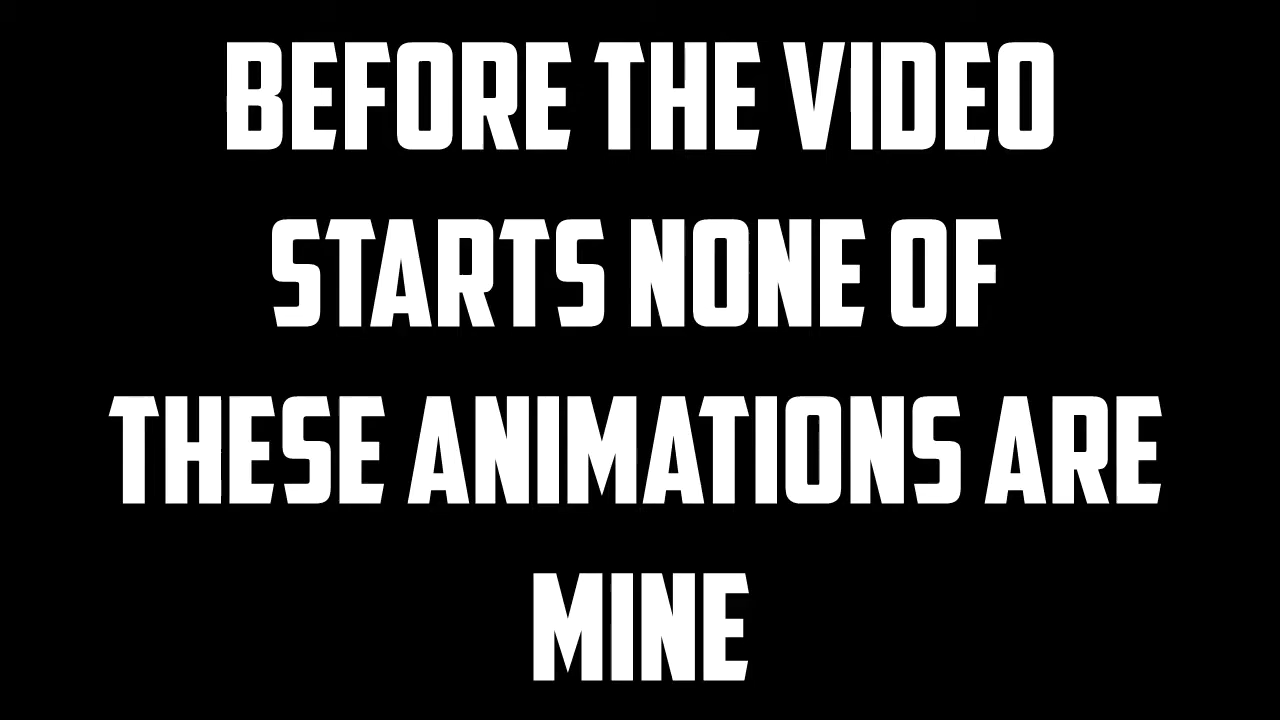 BEFORE THE VIDEO
STARTS NONE OF
THESE ANIMATIONS ARE
MINE